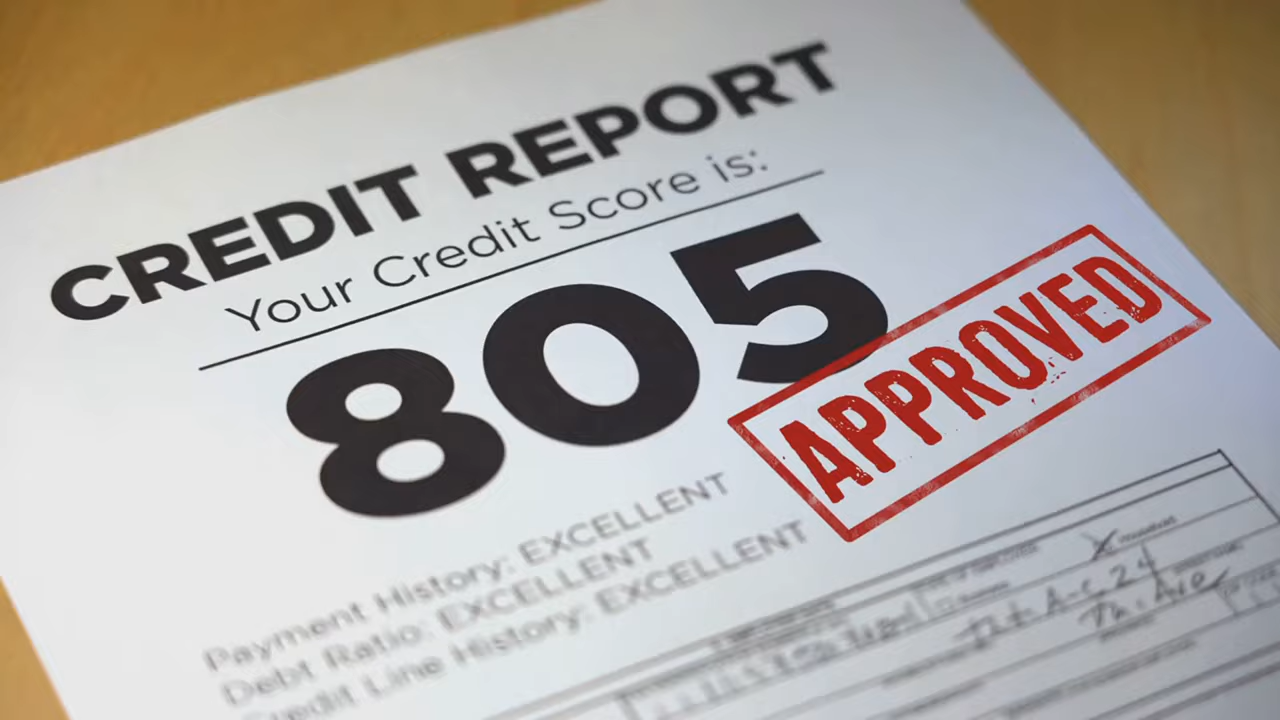 CREDIT REPORT
Your Credit Score is:
805
APPROVED
Payment History: EXCELLENT
Debt Ratio: EXCELLENT
Credit Line History: EXCELLENT